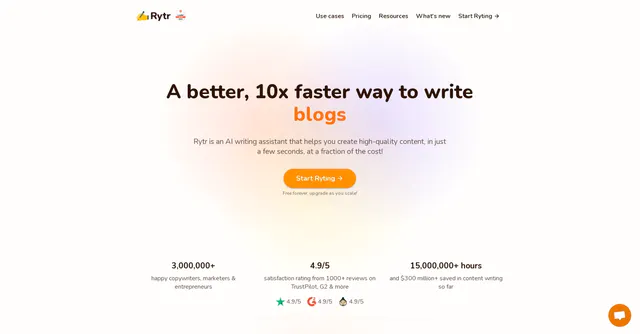 Rytr
Use cases Pricing Resources What's new Start Ryting →
A better, 10x faster way to write
blogs
Rytr is an AI writing assistant that helps you create high-quality content, in just
a few seconds, at a fraction of the cost!
Start Ryting →
Free forever, upgrade as you scale!
3,000,000+
happy copywriters, marketers &
entrepreneurs
4.9/5
satisfaction rating from 1000+ reviews on
TrustPilot, G2 & more
4.9/5 4.9/5 4.9/5
15,000,000+ hours
and $300 million+ saved in content writing
so far